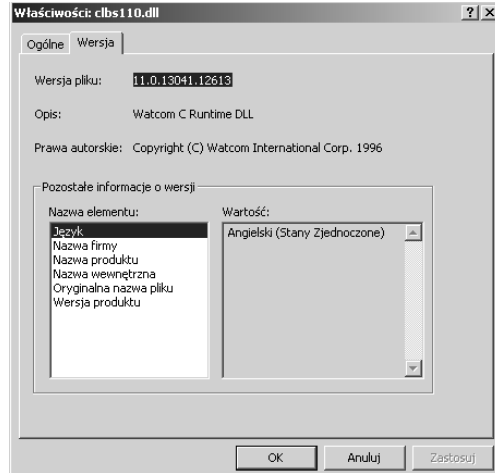 Właściwości: clbs110.dll
Ogólne Wersja
Wersja pliku: 11.0.13041.12613
Opis: Watcom C Runtime DLL
Prawa autorskie: Copyright (C) Watcom International Corp. 1996
Pozostałe informacje o wersji
Nazwa elementu: Wartość:
Język Angielski (Stany Zjednoczone)
Nazwa firmy
Nazwa produktu
Nazwa wewnętrzna
Oryginalna nazwa pliku
Wersja produktu
OK Anuluj Zastosuj